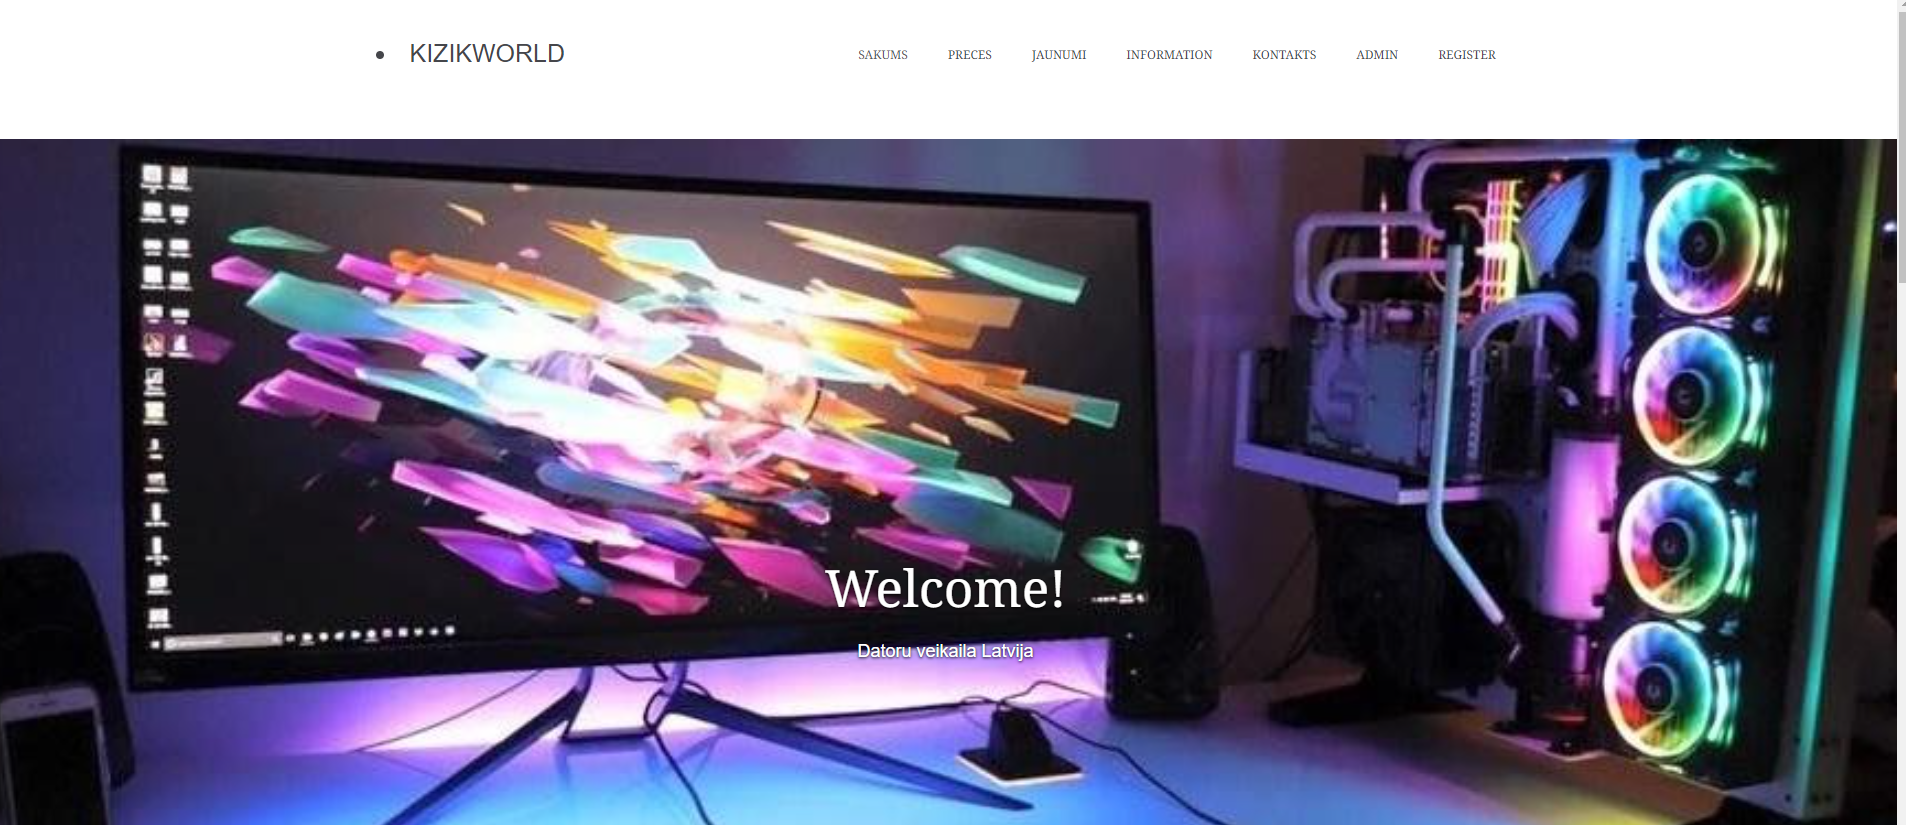 KIZIKWORLD
SAKUMS PRECES JAUNUMI INFORMATION KONTAKTS ADMIN REGISTER
Welcome!
Datoru veikaila Latvija